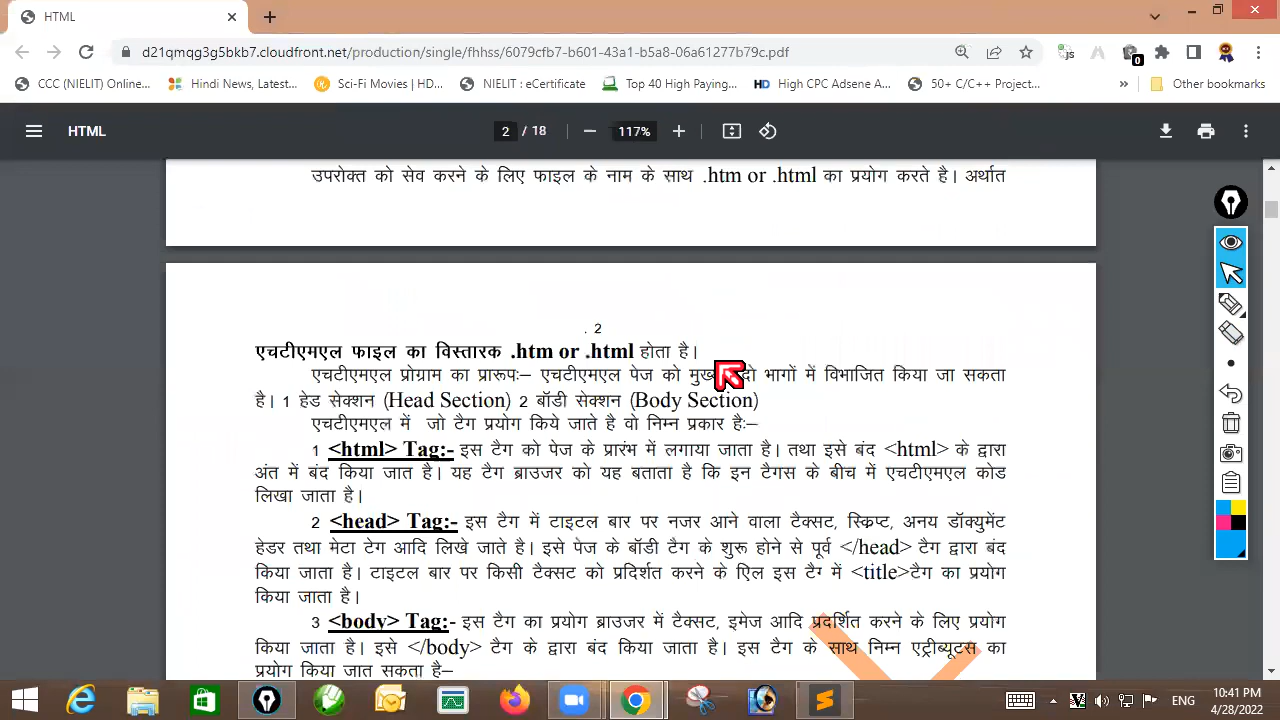 HTML
d21qmqg3g5bkb7.cloudfront.net/production/single/fhhss/6079cfb7-b601-43a1-b5a8-06a61277b79c.pdf
0
CCC (NIELIT) Online...
Hindi News, Latest...
Sci-Fi Movies | HD...
NIELIT : eCertificate
Top 40 High Paying...
High CPC Adsene A...
50+ C/C++ Project...
»
Other bookmarks
HTML
2 / 18
117%
उपरोक्त को सेव करने के लिए फाइल के नाम के साथ .htm or .html का प्रयोग करते है। अर्थात
. 2
एचटीएमएल फाइल का विस्तारक .htm or .html होता है।
एचटीएमएल प्रोग्राम का प्रारूपः– एचटीएमएल पेज को दो भागों में विभाजित किया जा सकता
है। 1 हेड सेक्शन (Head Section) 2 बॉडी सेक्शन (Body Section)
एचटीएमएल में जो टैग प्रयोग किये जाते है वो निम्न प्रकार हैः–
1 <html> Tag:- इस टैग को पेज के प्रारंभ में लगाया जाता है। तथा इसे बंद <html> के द्वारा
अंत में बंद किया जात है। यह टैग ब्राउजर को यह बताता है कि इन टैगस के बीच में एचटीएमएल कोड
लिखा जाता है।
2 <head> Tag:- इस टैग में टाइटल बार पर नजर आने वाला टैक्सट, स्क्रिप्ट, अनय डॉक्युमेंट
हेडर तथा मेटा टेग आदि लिखे जाते है। इसे पेज के बॉडी टैग के शुरू होने से पूर्व </head> टैग द्वारा बंद
किया जाता है। टाइटल बार पर किसी टैक्सट को प्रदिर्शत करने के एिल इस टैग में <title>टैग का प्रयोग
किया जाता है।
3 <body> Tag:- इस टैग का प्रयोग ब्राउजर में टैक्सट, इमेज आदि प्रदर्शित करने के लिए प्रयोग
किया जाता है। इसे </body> टैग के द्वारा बंद किया जाता है। इस टैग के साथ निम्न एट्रीब्यूटस का
प्रयोग किया जात सकता है–
ENG
10:41 PM
4/28/2022